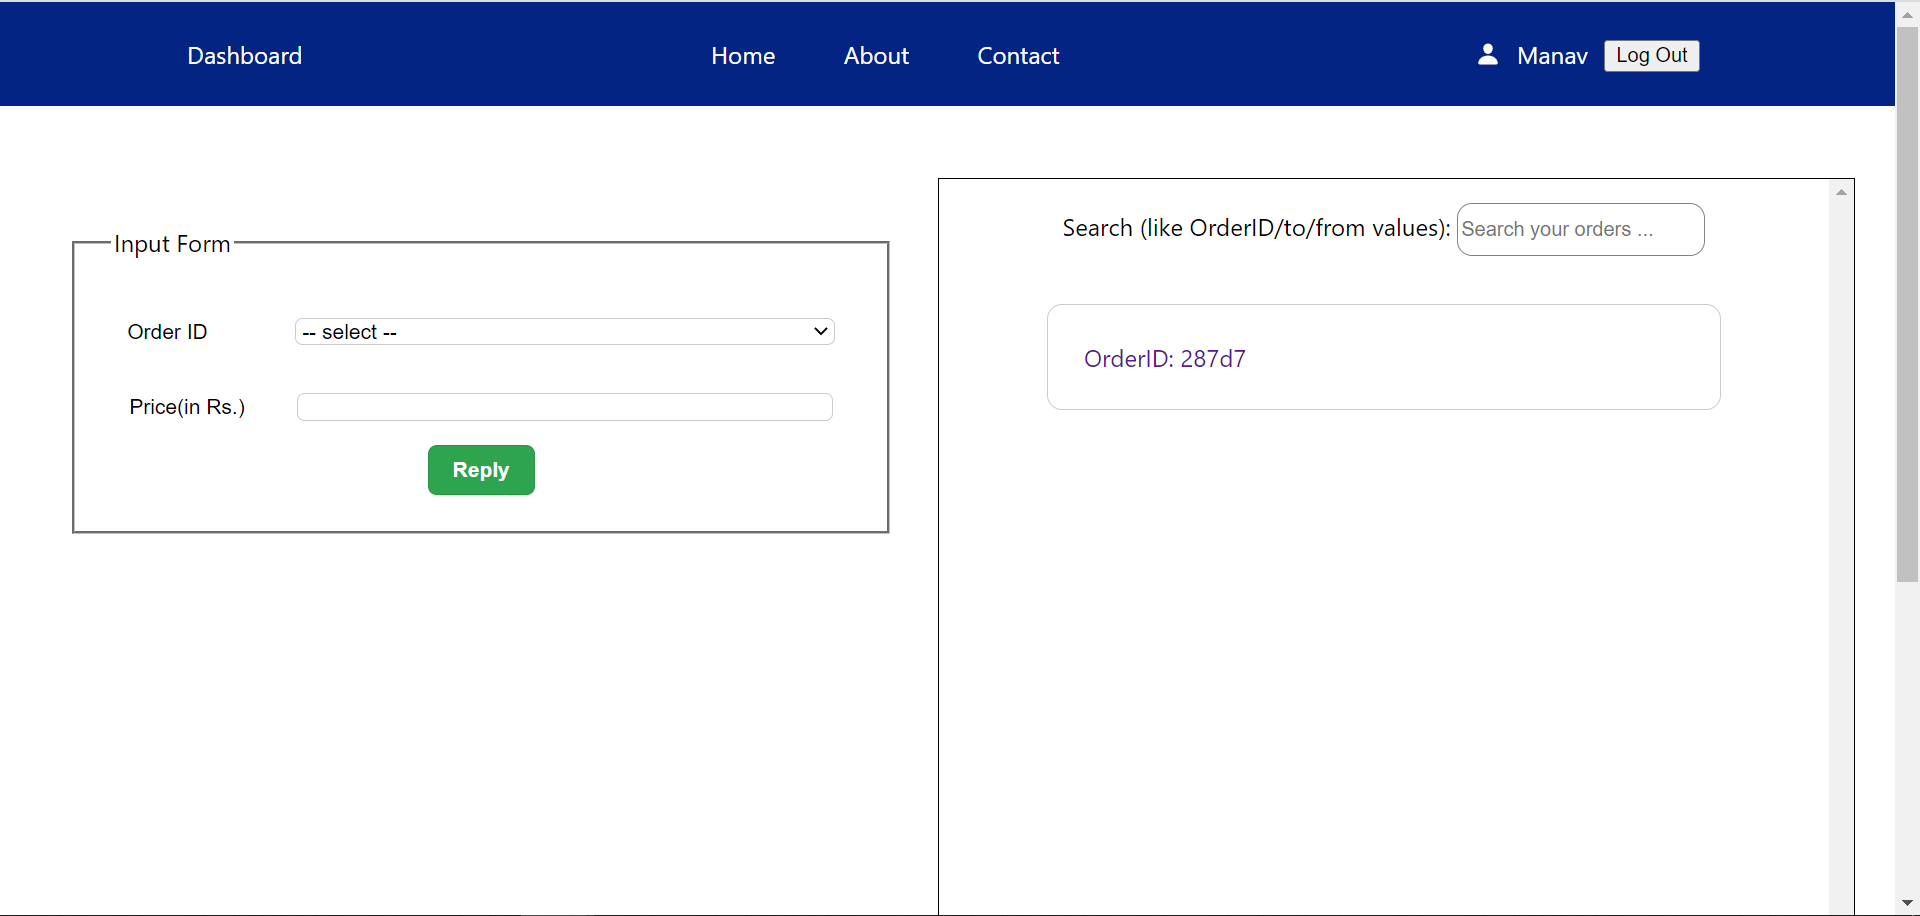 Dashboard Home About Contact Manav Log Out
Input Form
Order ID -- select --
Price(in Rs.)
Reply
Search (like OrderID/to/from values): Search your orders ...
OrderID: 287d7